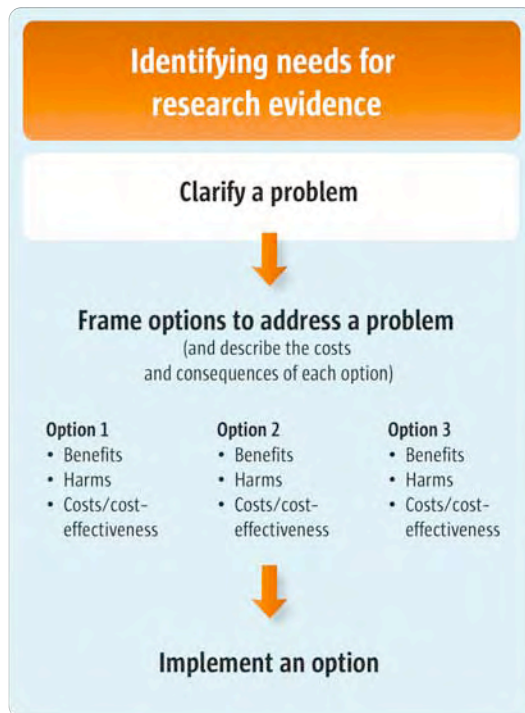 Identifying needs for
research evidence
Clarify a problem
Frame options to address a problem
(and describe the costs
and consequences of each option)
Option 1
• Benefits
• Harms
• Costs/cost-
effectiveness
Option 2
• Benefits
• Harms
• Costs/cost-
effectiveness
Option 3
• Benefits
• Harms
• Costs/cost-
effectiveness
Implement an option